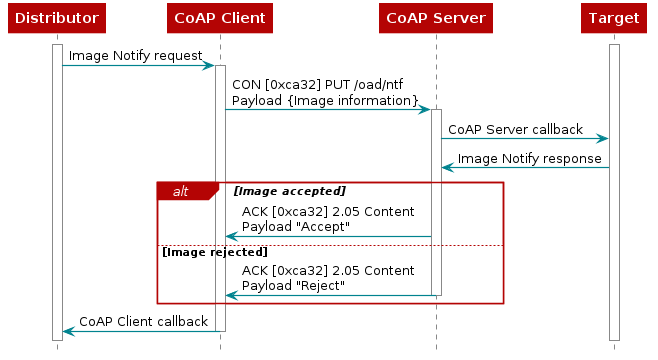 Distributor
CoAP Client
CoAP Server
Target
Image Notify request
CON [0xca32] PUT /oad/ntf
Payload {Image information}
CoAP Server callback
Image Notify response
alt
[Image accepted]
ACK [0xca32] 2.05 Content
Payload "Accept"
[Image rejected]
ACK [0xca32] 2.05 Content
Payload "Reject"
CoAP Client callback